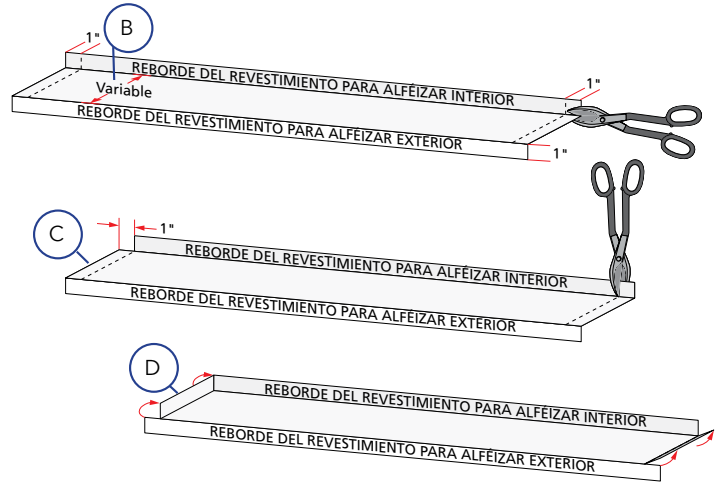 B
1"
REBORDE DEL REVESTIMIENTO PARA ALFÉIZAR INTERIOR
1"
Variable
REBORDE DEL REVESTIMIENTO PARA ALFÉIZAR EXTERIOR
1"
C
1"
REBORDE DEL REVESTIMIENTO PARA ALFÉIZAR INTERIOR
REBORDE DEL REVESTIMIENTO PARA ALFÉIZAR EXTERIOR
D
REBORDE DEL REVESTIMIENTO PARA ALFÉIZAR INTERIOR
REBORDE DEL REVESTIMIENTO PARA ALFÉIZAR EXTERIOR